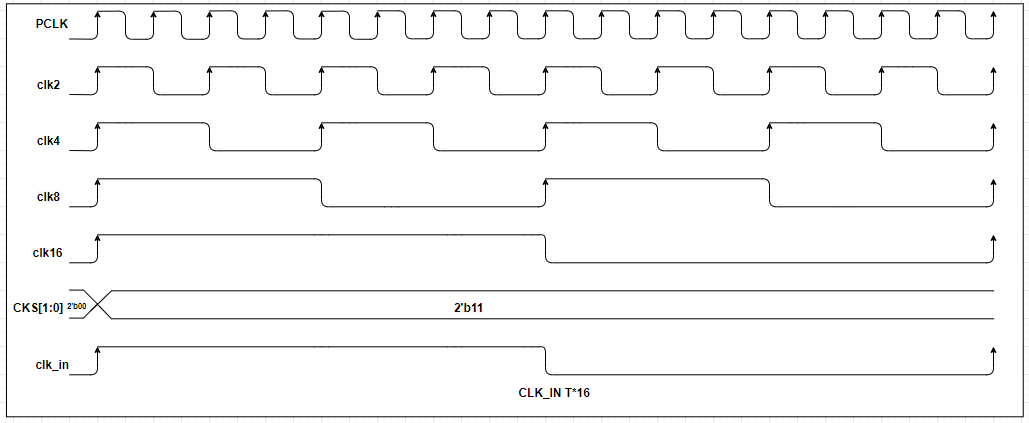 PCLK
clk2
clk4
clk8
clk16
CKS[1:0] 2'b00 2'b11
clk_in
CLK_IN T*16